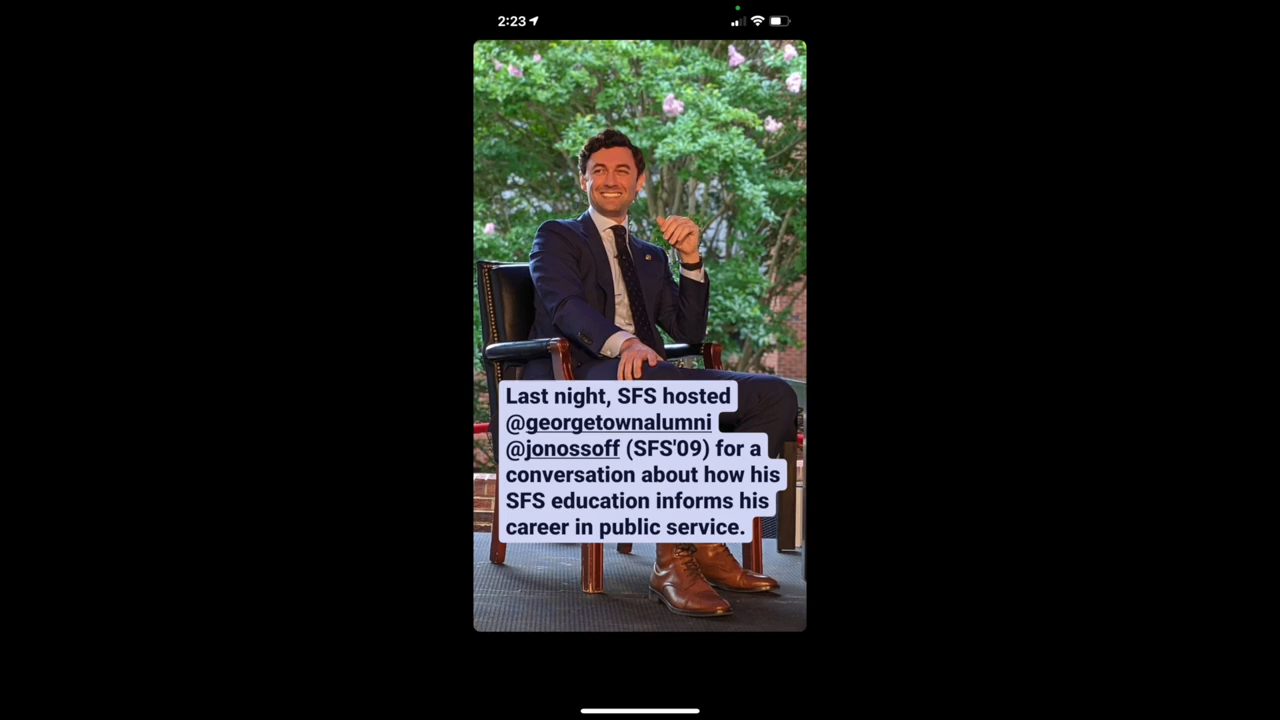 2:23
Last night, SFS hosted
@georgetownalumni
@jonossoff (SFS'09) for a
conversation about how his
SFS education informs his
career in public service.